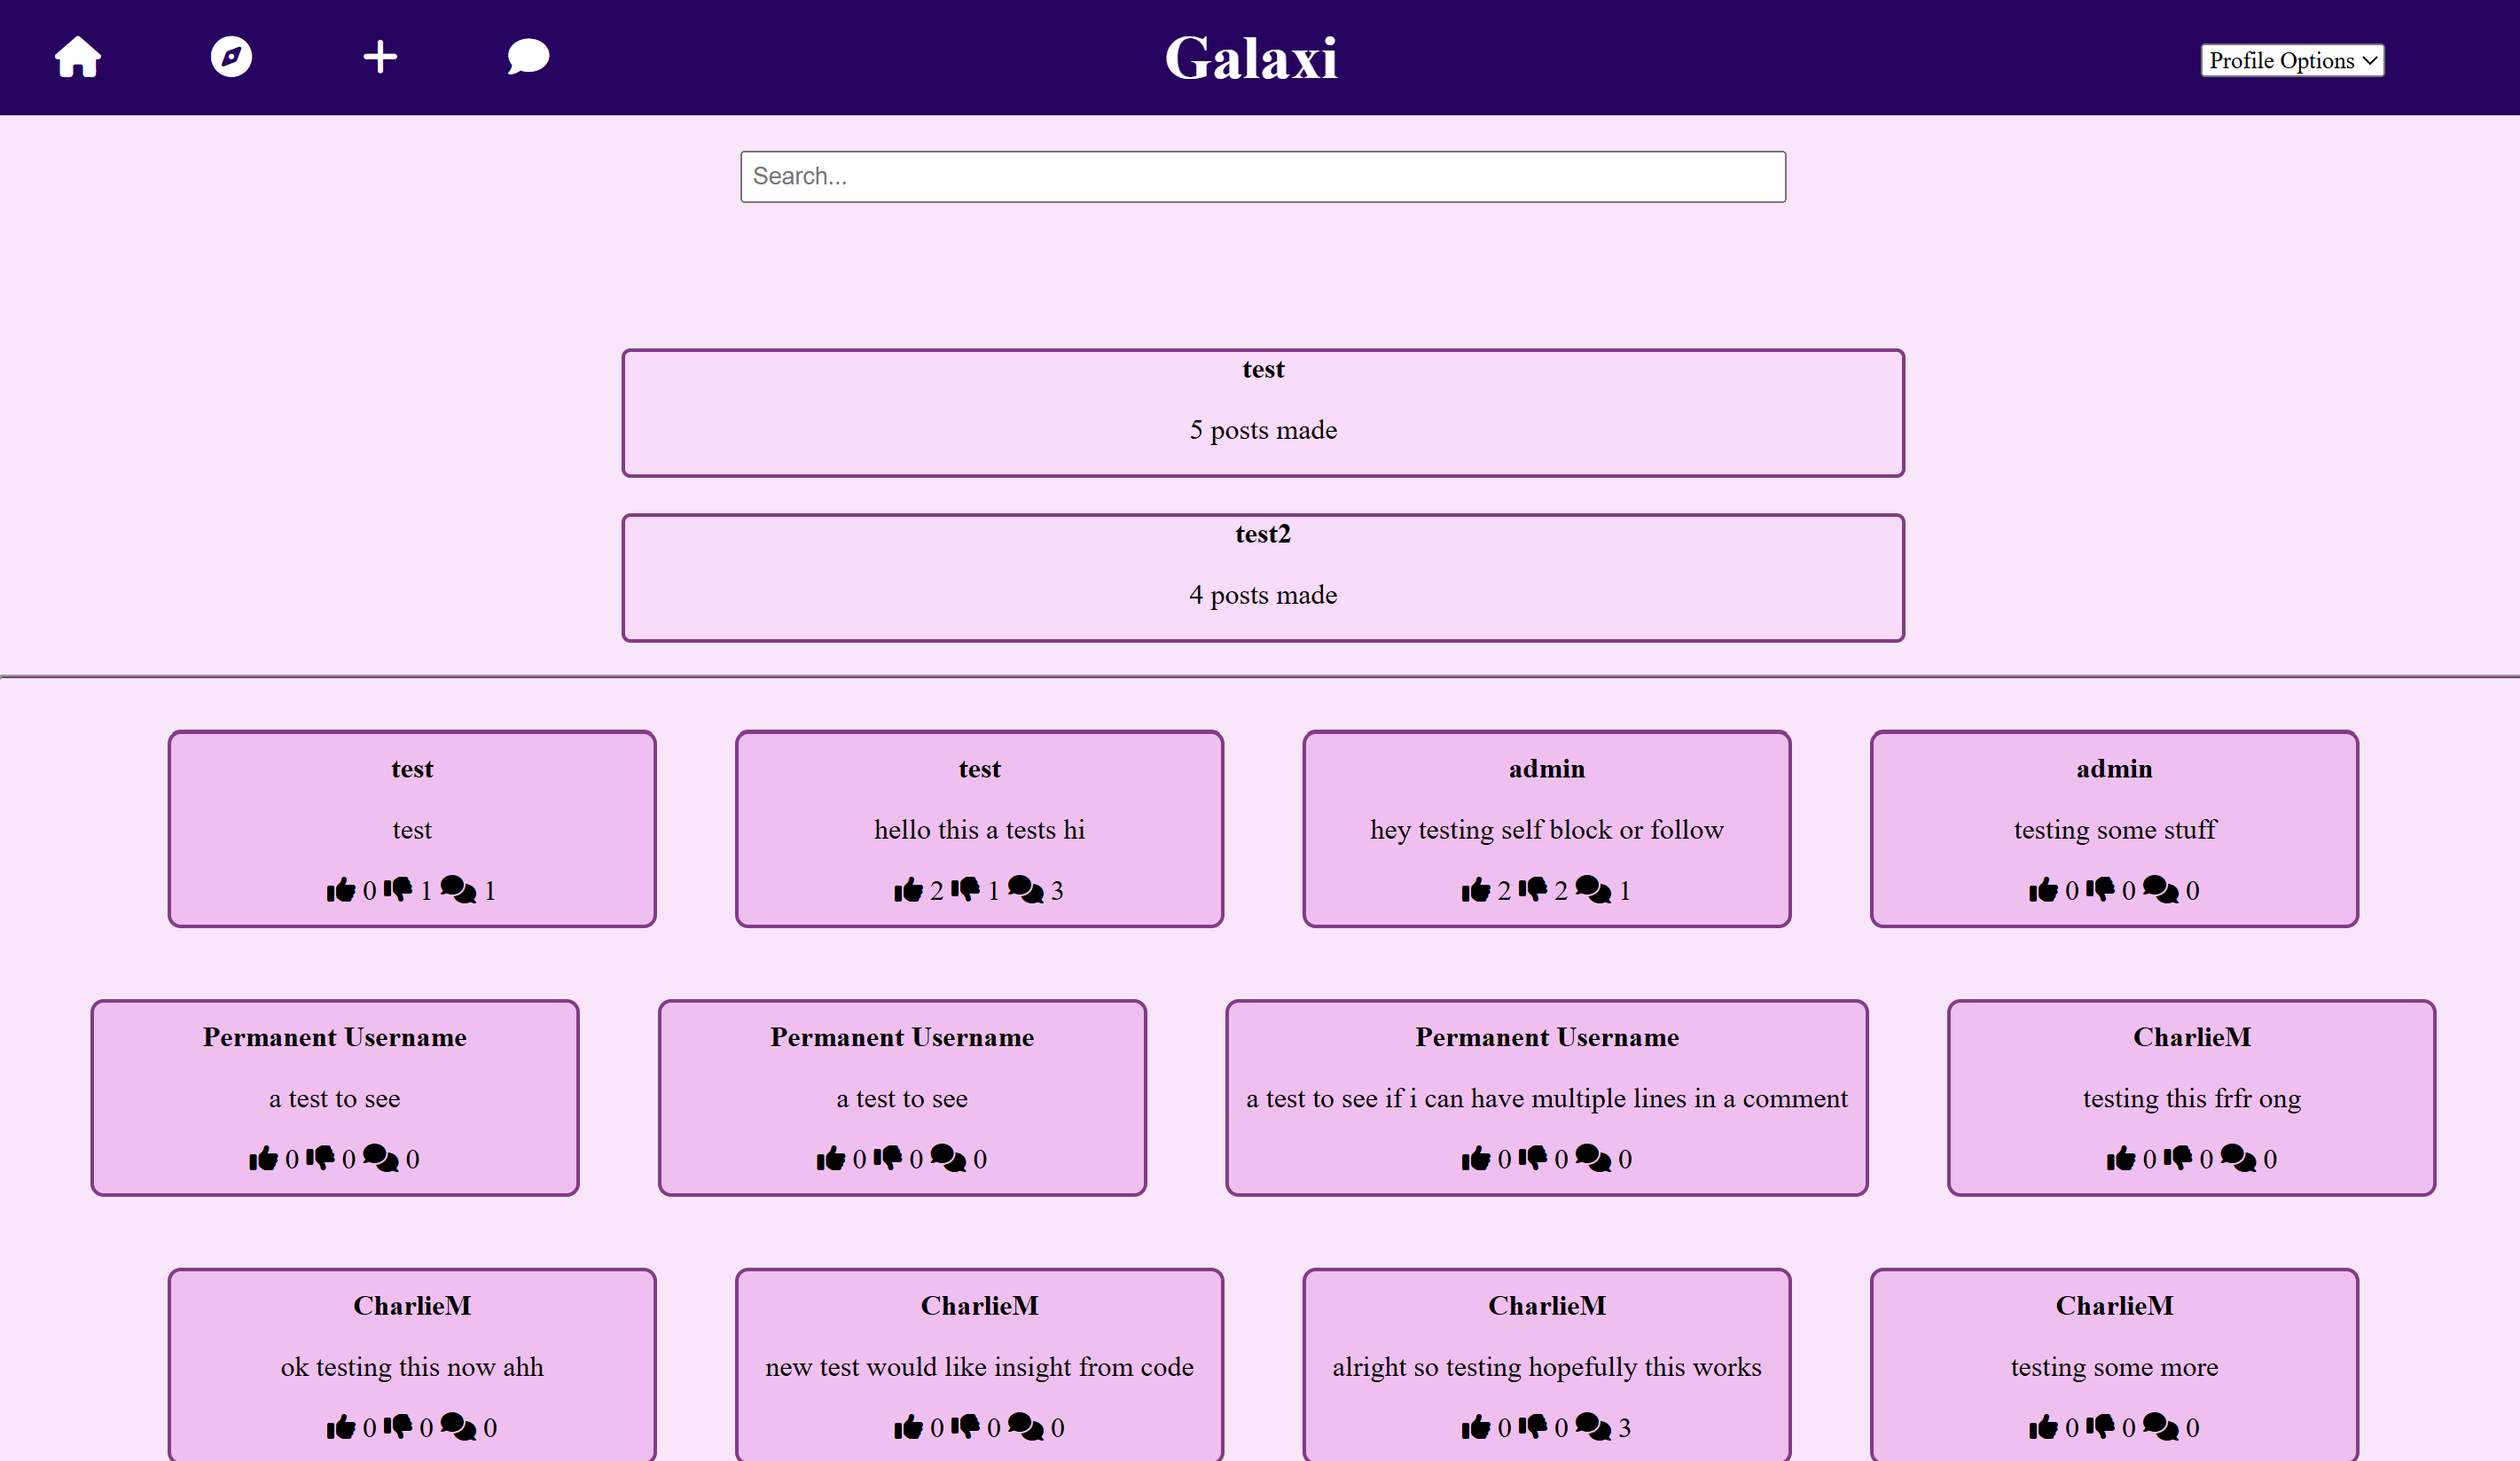 Galaxi
Profile Options
Search...
test
5 posts made
test2
4 posts made
test
test
0 1 1
test
hello this a tests hi
2 1 3
admin
hey testing self block or follow
2 2 1
admin
testing some stuff
0 0 0
Permanent Username
a test to see
0 0 0
Permanent Username
a test to see
0 0 0
Permanent Username
a test to see if i can have multiple lines in a comment
0 0 0
CharlieM
testing this frfr ong
0 0 0
CharlieM
ok testing this now ahh
0 0 0
CharlieM
new test would like insight from code
0 0 0
CharlieM
alright so testing hopefully this works
0 0 3
CharlieM
testing some more
0 0 0